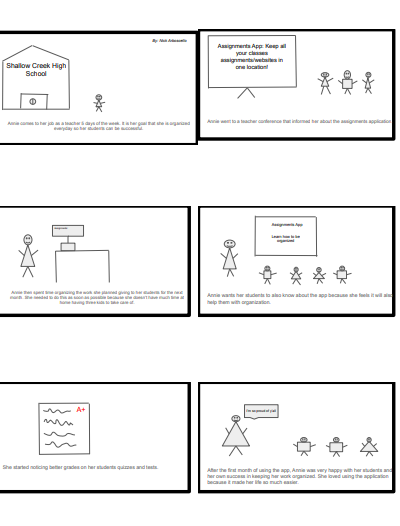 By: Nick Antonuccio
Shallow Creek High
School
Annie comes to her job as a teacher 5 days of the week. It is her goal that she is organized
everyday so her students can be successful.
Assignments App: Keep all
your classes
assignments/websites in
one location!
Annie went to a teacher conference that informed her about the assignments application
Annie then spend time organizing the work she planned giving to her students for the next
month. She needed to do this as soon as possible because she doesn't have much time at
home having three kids to take care of.
Assignments App
Learn how to be
organized
Annie wants her students to also know about the app because she feels it will also
help them with organization.
A+
She started noticing better grades on her students quizzes and tests.
I'm so proud of you!
After the first month of using the app, Annie was very happy with her students and
her own success in keeping her work organized. She loved using the application
because it made her life so much easier.